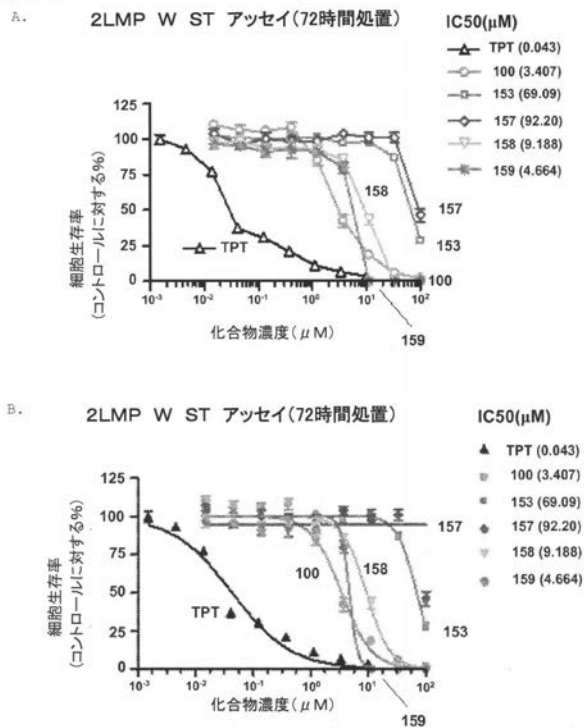 A.
2LMP W ST アッセイ(72時間処置)
IC50(μM)
TPT (0.043)
100 (3.407)
153 (69.09)
157 (92.20)
158 (9.188)
159 (4.664)
細胞生存率
(コントロールに対する%)
125
100
75
50
25
0
TPT
158
157
153
100
159
10-3
10-2
10-1
100
101
102
化合物濃度(μM)
B.
2LMP W ST アッセイ(72時間処置)
IC50(μM)
TPT (0.043)
100 (3.407)
153 (69.09)
157 (92.20)
158 (9.188)
159 (4.664)
細胞生存率
(コントロールに対する%)
125
100
75
50
25
0
TPT
100
158
157
153
159
10-3
10-2
10-1
100
101
102
化合物濃度(μM)